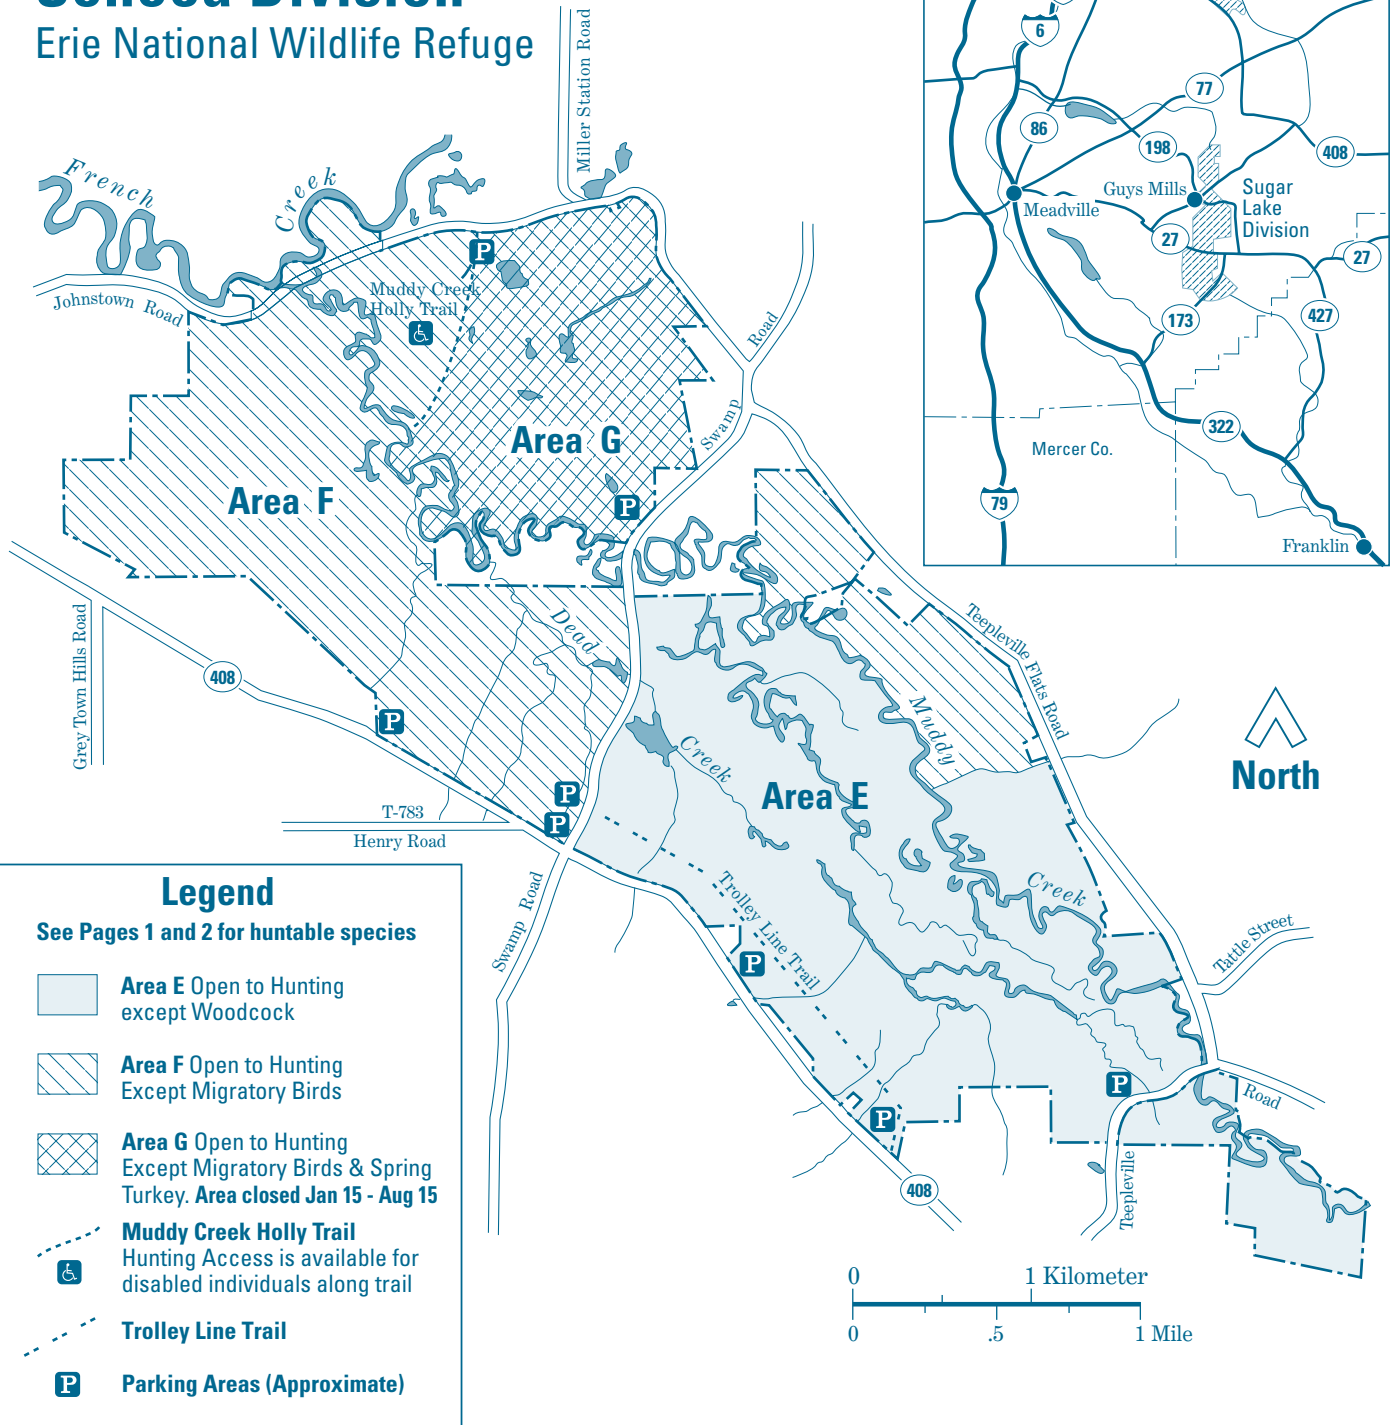 Seneca Division
Erie National Wildlife Refuge
Miller Station Road
French
Creek
Johnstown Road
Muddy Creek
Holly Trail
P
Area G
Area F
P
Swamp
Road
Grey Town Hills Road
408
P
Dead
Creek
P
P
T-783
Henry Road
Area E
Muddy
Creek
Teepleville Flats Road
North
Swamp Road
Trolley Line Trail
P
P
P
408
Tattle Street
Teepleville
Road
6
77
86
198
408
Guys Mills
Meadville
Sugar
Lake
Division
27
27
173
427
322
Mercer Co.
79
Franklin
Legend
See Pages 1 and 2 for huntable species
Area E Open to Hunting
except Woodcock
Area F Open to Hunting
Except Migratory Birds
Area G Open to Hunting
Except Migratory Birds & Spring
Turkey. Area closed Jan 15 - Aug 15
Muddy Creek Holly Trail
Hunting Access is available for
disabled individuals along trail
Trolley Line Trail
P Parking Areas (Approximate)
0 1 Kilometer
0 .5 1 Mile